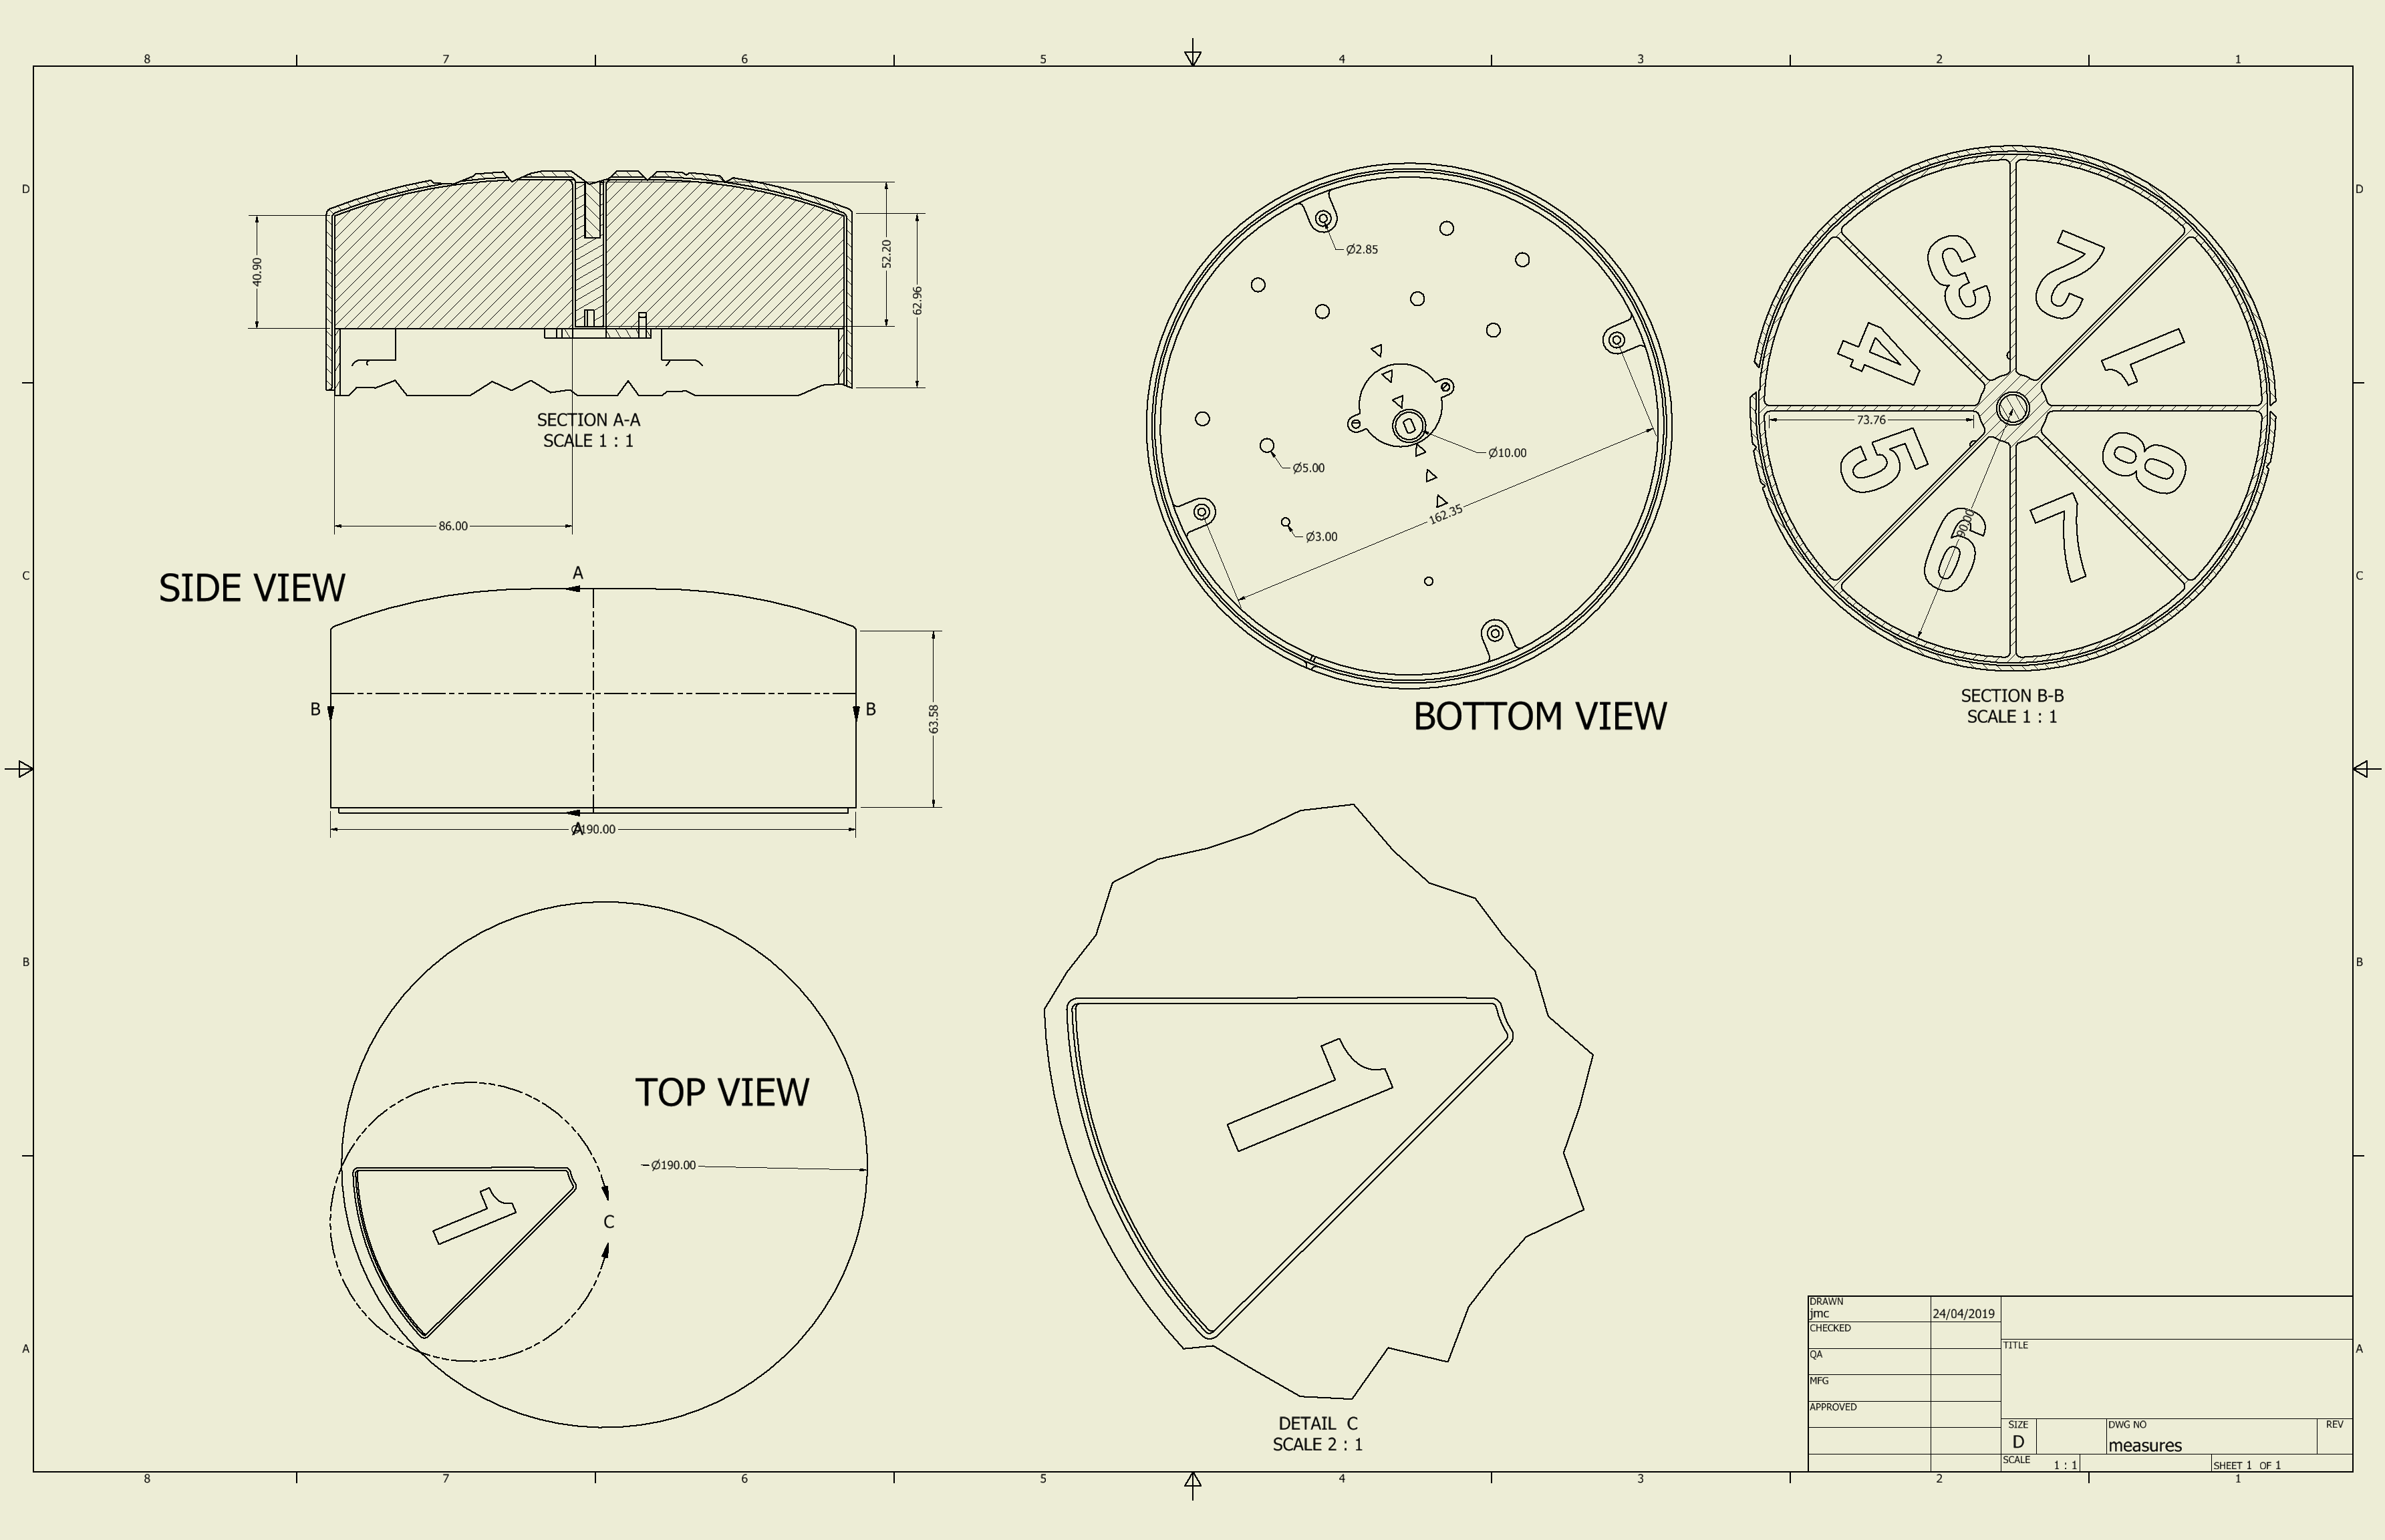 8 7 6 5 4 3 2 1
D
D
40.90
52.20
62.96
SECTION A-A
SCALE 1 : 1
86.00
Ø2.85
Ø10.00
Ø5.00
162.35
Ø3.00
BOTTOM VIEW
3 2
4 1
73.76
5 8
6 7
90.00
SECTION B-B
SCALE 1 : 1
C
C
SIDE VIEW
A
B
B
63.58
A
Ø190.00
TOP VIEW
Ø190.00
C
1
1
DETAIL C
SCALE 2 : 1
B
B
A
A
DRAWN
jmc
24/04/2019
CHECKED
QA
MFG
APPROVED
TITLE
SIZE
D
DWG NO
measures
REV
SCALE
1 : 1
SHEET 1 OF 1
8 7 6 5 4 3 2 1